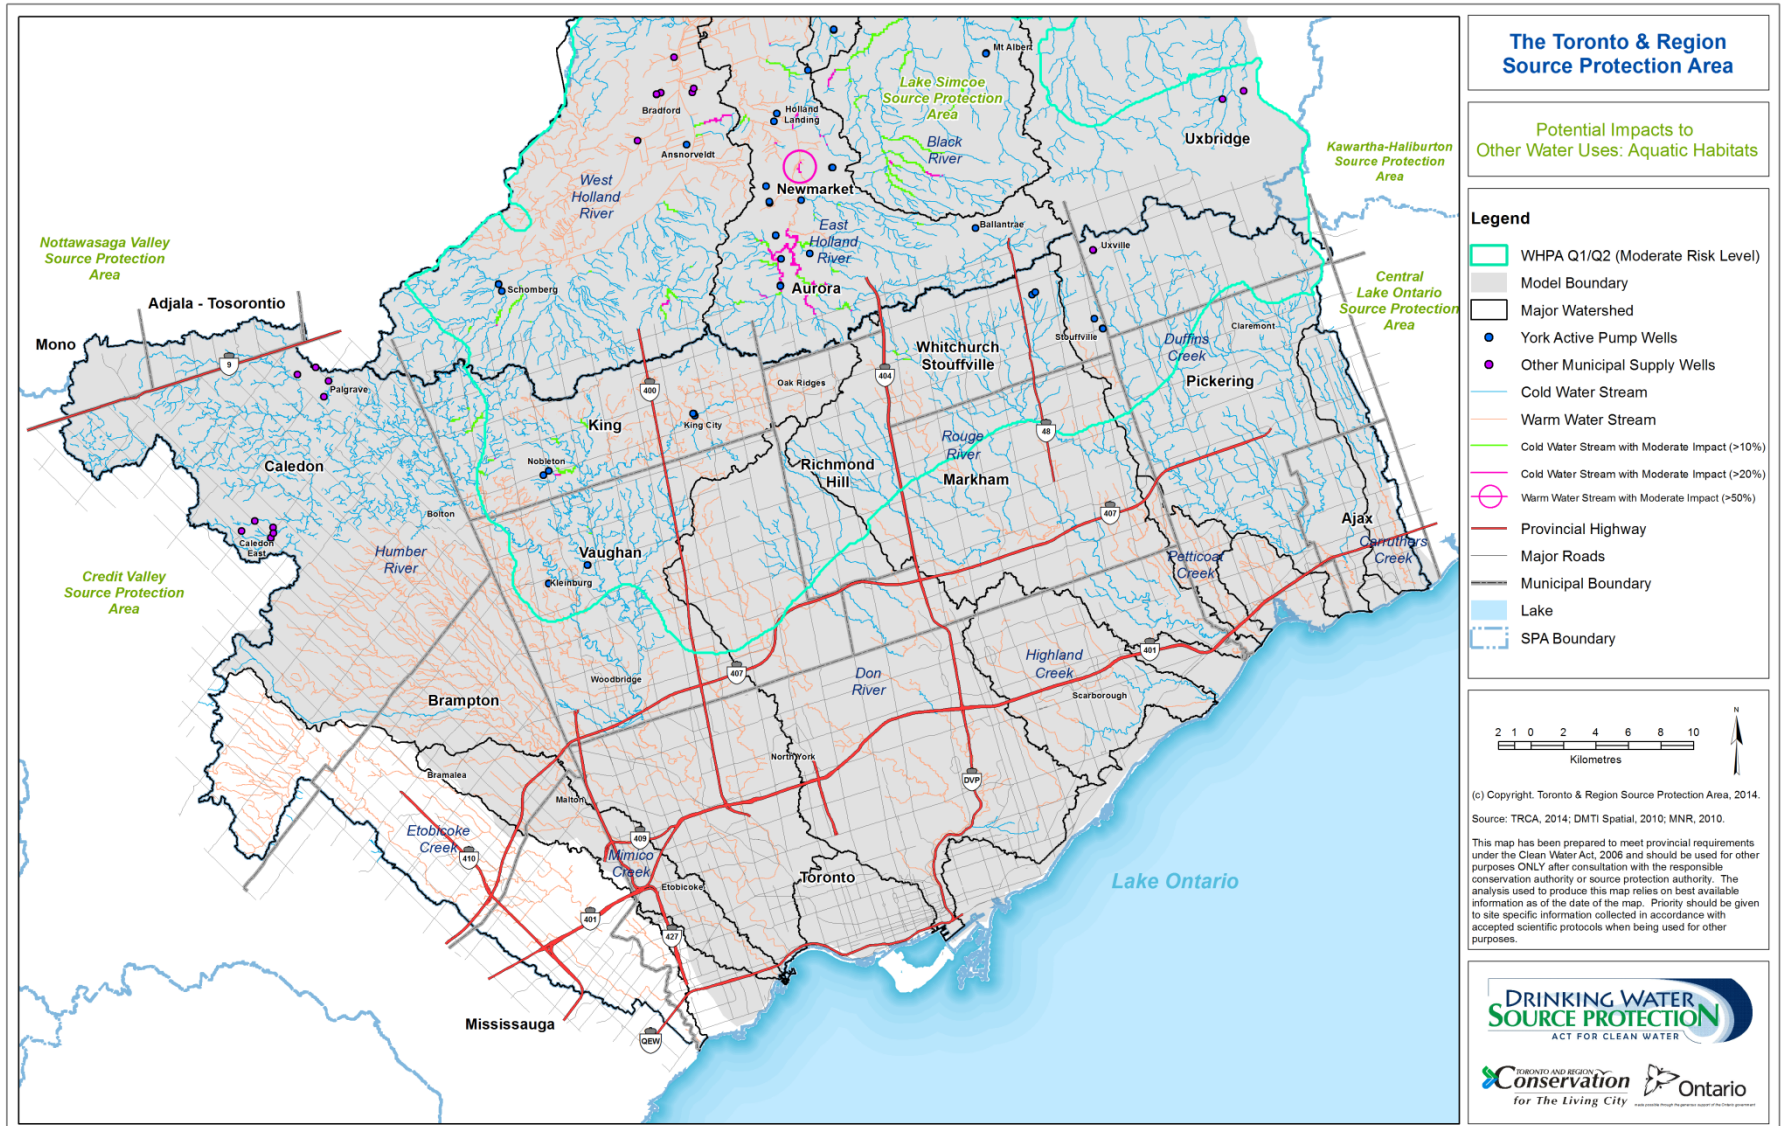 The Toronto & Region
Source Protection Area
Potential Impacts to
Other Water Uses: Aquatic Habitats
Legend
WHPA Q1/Q2 (Moderate Risk Level)
Model Boundary
Major Watershed
York Active Pump Wells
Other Municipal Supply Wells
Cold Water Stream
Warm Water Stream
Cold Water Stream with Moderate Impact (>10%)
Cold Water Stream with Moderate Impact (>20%)
Warm Water Stream with Moderate Impact (>50%)
Provincial Highway
Major Roads
Municipal Boundary
Lake
SPA Boundary
2 1 0 2 4 6 8 10
Kilometres
N
(c) Copyright. Toronto & Region Source Protection Area, 2014.
Source: TRCA, 2014; DMTI Spatial, 2010; MNR, 2010.
This map has been prepared to meet provincial requirements
under the Clean Water Act, 2006 and should be used for other
purposes ONLY after consultation with the responsible
conservation authority or source protection authority. The
analysis used to produce this map relies on best available
information as of the date of the map. Priority should be given
to site specific information collected in accordance with
accepted scientific protocols when being used for other
purposes.
DRINKING WATER
SOURCE PROTECTION
ACT FOR CLEAN WATER
TORONTO AND REGION
Conservation
for The Living City
Ontario
made possible through the generous support of the Ontario government
Mt Albert
Lake Simcoe
Source Protection
Area
Bradford
Holland
Landing
Black
River
Uxbridge
Kawartha-Haliburton
Source Protection
Area
Ansnorveldt
West
Holland
River
Newmarket
East
Holland
River
Ballantrae
Uxville
Nottawasaga Valley
Source Protection
Area
Schomberg
Aurora
Central
Lake Ontario
Source Protection
Area
Adjala - Tosorontio
Mono
9
Palgrave
Whitchurch
Stouffville
Stouffville
Claremont
Duffins
Creek
Pickering
404
400
Oak Ridges
King
King City
48
Rouge
River
Caledon
Nobleton
Richmond
Hill
Markham
Bolton
407
Ajax
Carruthers
Creek
Caledon
East
Humber
River
Vaughan
Kleinburg
Petticoat
Creek
Credit Valley
Source Protection
Area
Woodbridge
407
Don
River
Highland
Creek
401
Scarborough
Brampton
North York
DVP
Bramalea
Malton
Etobicoke
Creek
410
409
Mimico
Creek
Etobicoke
Toronto
Lake Ontario
401
427
Mississauga
QEW